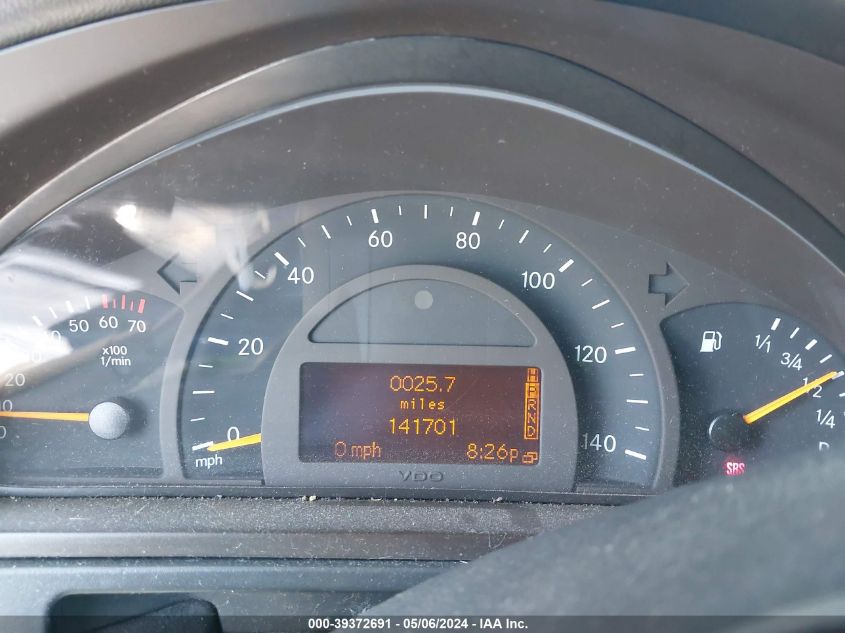 60
80
40
100
20
120
0
140
mph
50
60
70
x100
1/min
20
0
1/1
3/4
1/2
1/4
0025.7
miles
141701
0 mph
8:26p
H
P
R
N
D
VDO
SRS
000-39372691 - 05/06/2024 - IAA Inc.